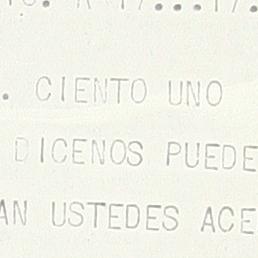 . CIENTO UNO
DICENOS PUEDE
AN USTEDES ACE